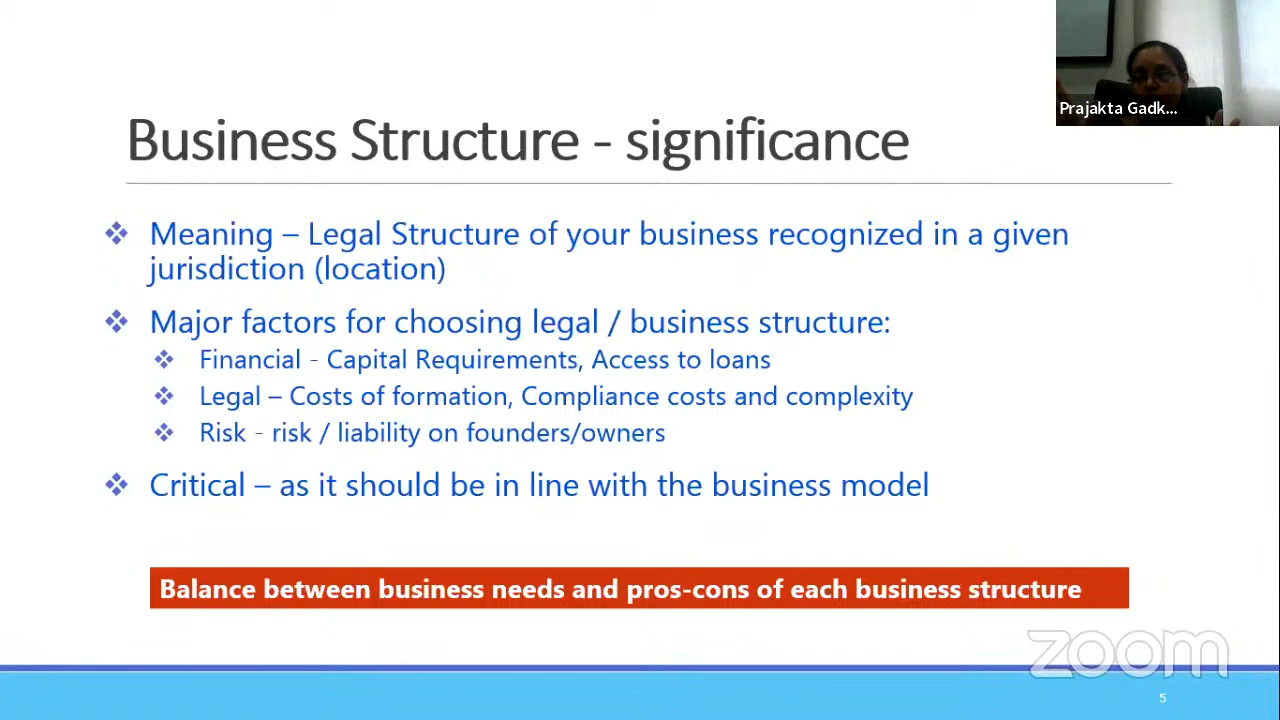 Prajakta Gadk...
Business Structure - significance
Meaning – Legal Structure of your business recognized in a given
jurisdiction (location)
Major factors for choosing legal / business structure:
Financial - Capital Requirements, Access to loans
Legal – Costs of formation, Compliance costs and complexity
Risk - risk / liability on founders/owners
Critical – as it should be in line with the business model
Balance between business needs and pros-cons of each business structure
zoom
5